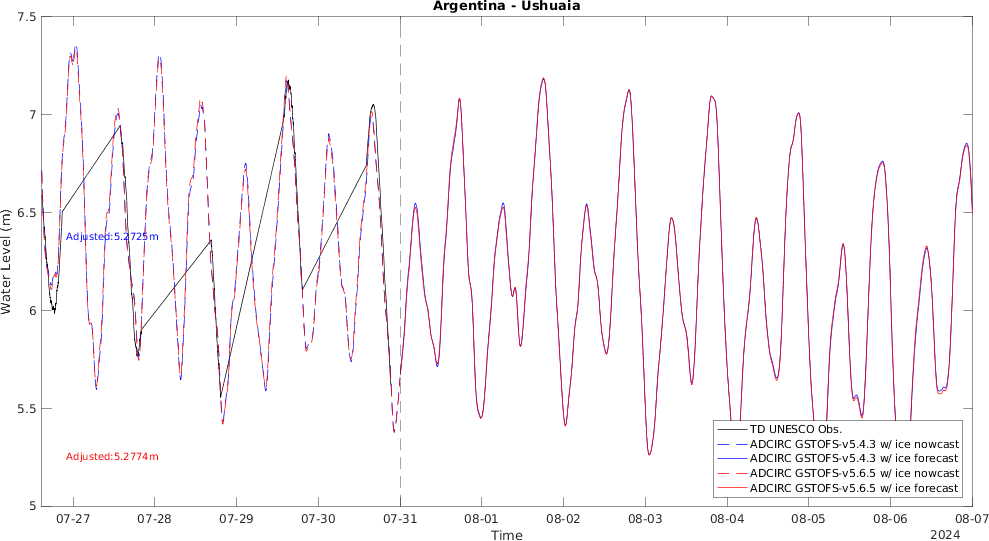 Argentina - Ushuaia
7.5
7
6.5
6
5.5
5
Water Level (m)
Adjusted:5.2725m
Adjusted:5.2774m
TD UNESCO Obs.
ADCIRC GSTOFS-v5.4.3 w/ ice nowcast
ADCIRC GSTOFS-v5.4.3 w/ ice forecast
ADCIRC GSTOFS-v5.6.5 w/ ice nowcast
ADCIRC GSTOFS-v5.6.5 w/ ice forecast
07-27 07-28 07-29 07-30 07-31 08-01 08-02 08-03 08-04 08-05 08-06 08-07
Time
2024